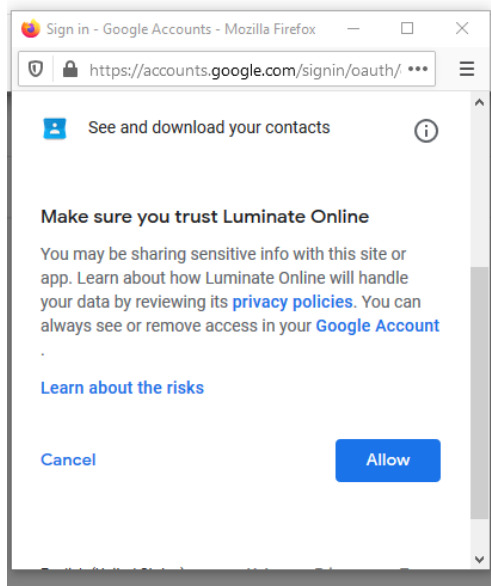 Sign in - Google Accounts - Mozilla Firefox
https://accounts.google.com/signin/oauth/
See and download your contacts
Make sure you trust Luminate Online
You may be sharing sensitive info with this site or
app. Learn about how Luminate Online will handle
your data by reviewing its privacy policies. You can
always see or remove access in your Google Account
.
Learn about the risks
Cancel
Allow